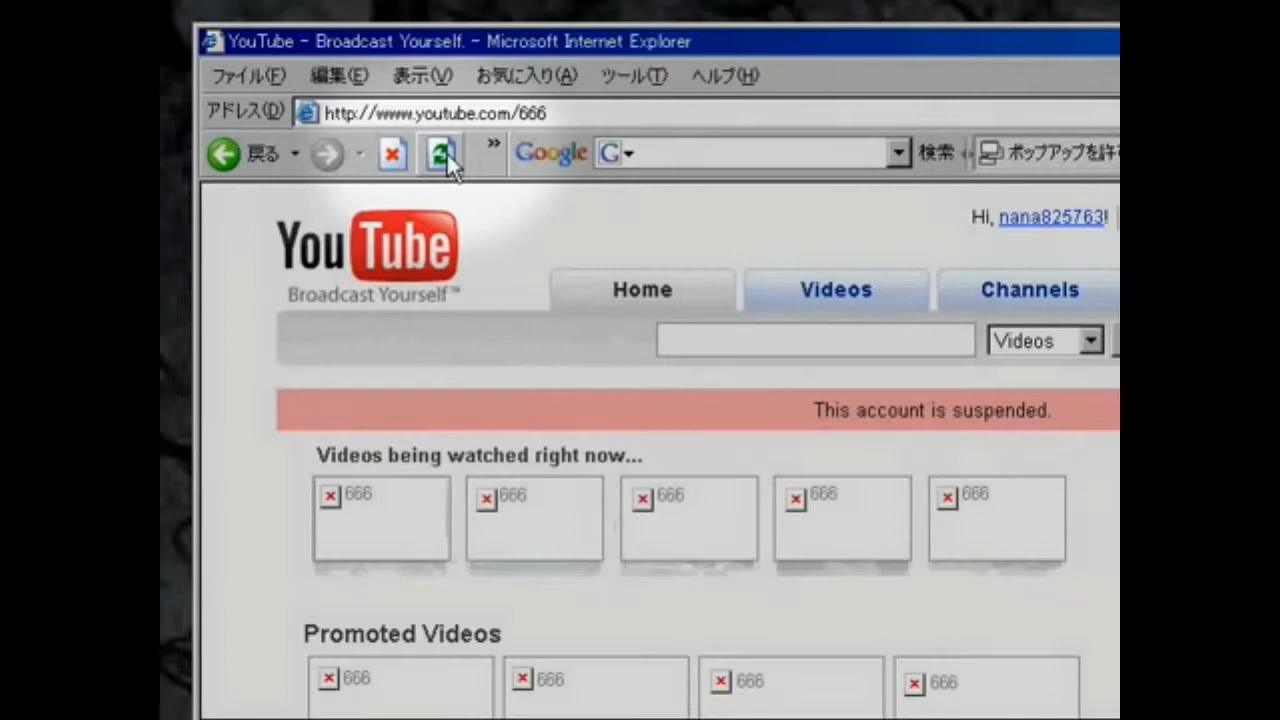 YouTube - Broadcast Yourself. - Microsoft Internet Explorer
ファイル(F) 編集(E) 表示(V) お気に入り(A) ツール(T) ヘルプ(H)
アドレス(D) http://www.youtube.com/666
戻る » Google G 検索 ポップアップを許
YouTube
Hi, nana825763!
Broadcast Yourself™
Home Videos Channels
Videos
This account is suspended.
Videos being watched right now...
666 666 666 666 666
Promoted Videos
666 666 666 666